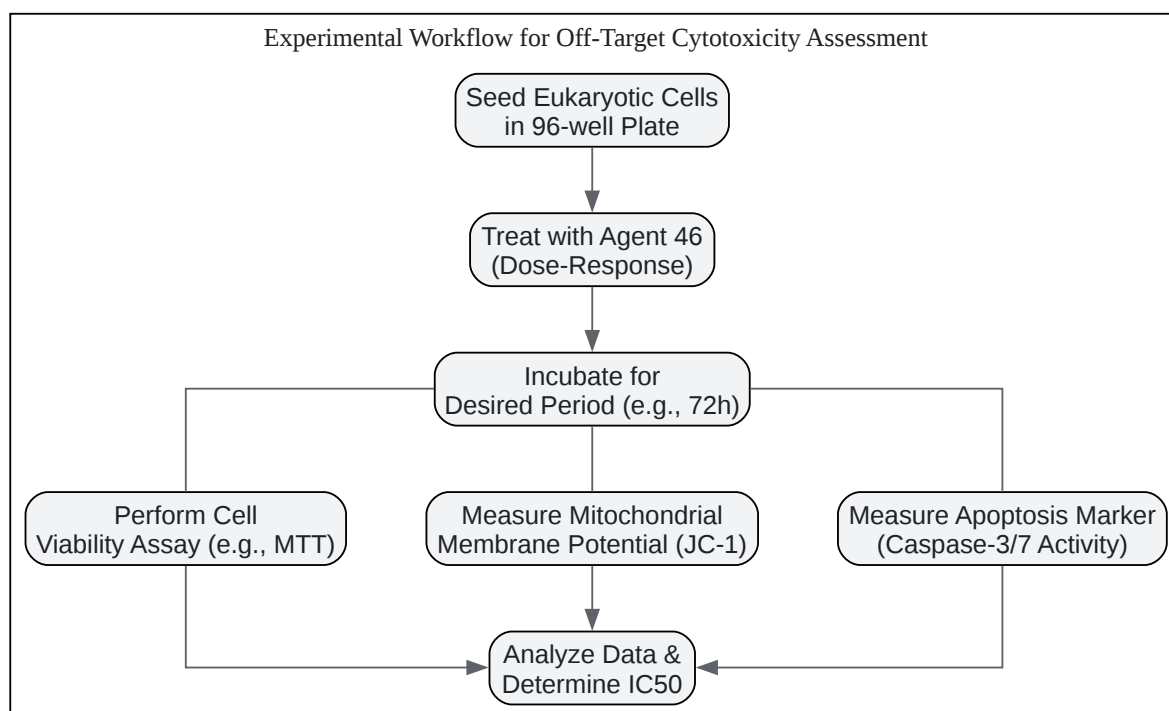 Experimental Workflow for Off-Target Cytotoxicity Assessment
Seed Eukaryotic Cells
in 96-well Plate
Treat with Agent 46
(Dose-Response)
Incubate for
Desired Period (e.g., 72h)
Perform Cell
Viability Assay (e.g., MTT)
Measure Mitochondrial
Membrane Potential (JC-1)
Measure Apoptosis Marker
(Caspase-3/7 Activity)
Analyze Data &
Determine IC50